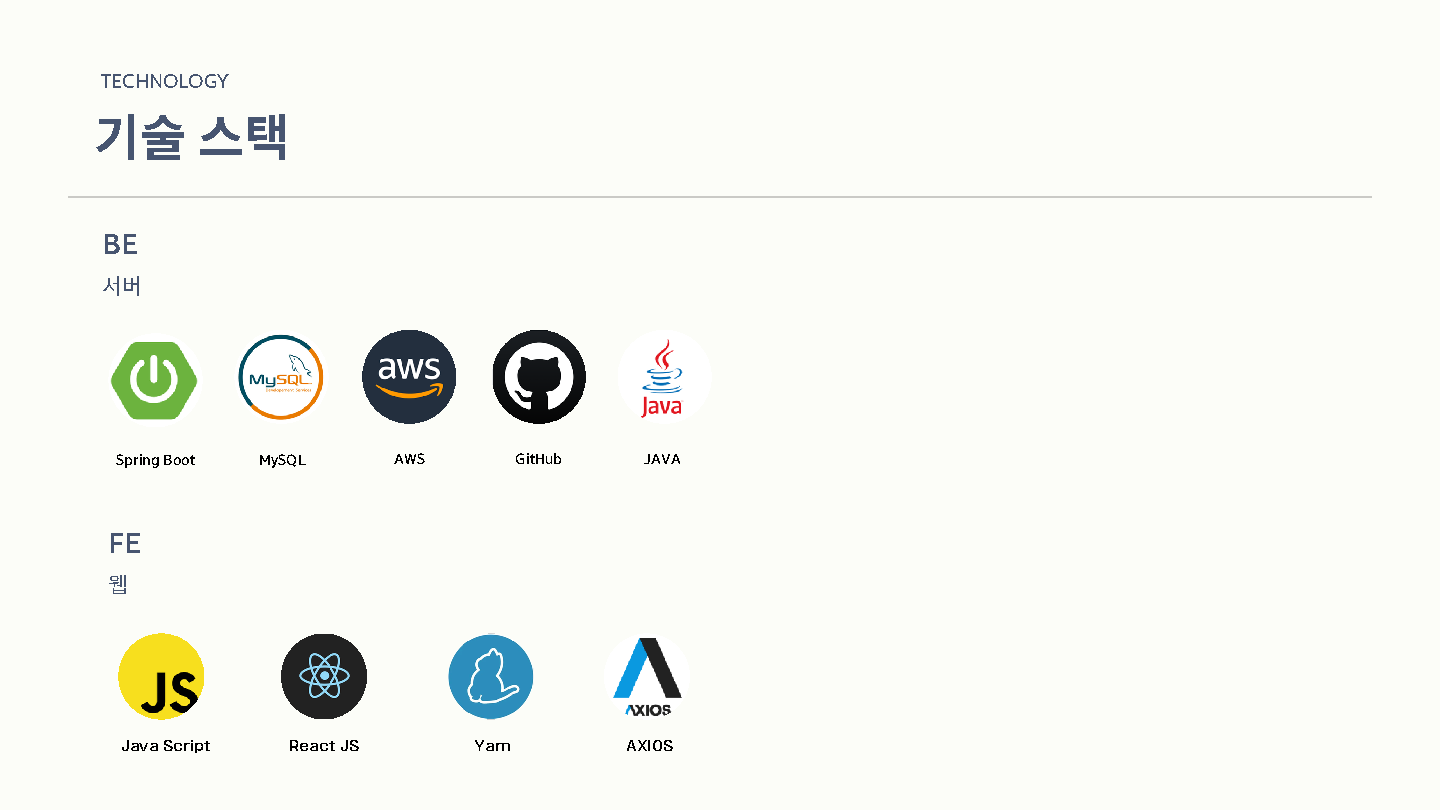 TECHNOLOGY
기술 스택
BE
서버
MySQL
aws
Java
Spring Boot
MySQL
AWS
GitHub
JAVA
FE
웹
JS
AXIOS
Java Script
React JS
Yarn
AXIOS